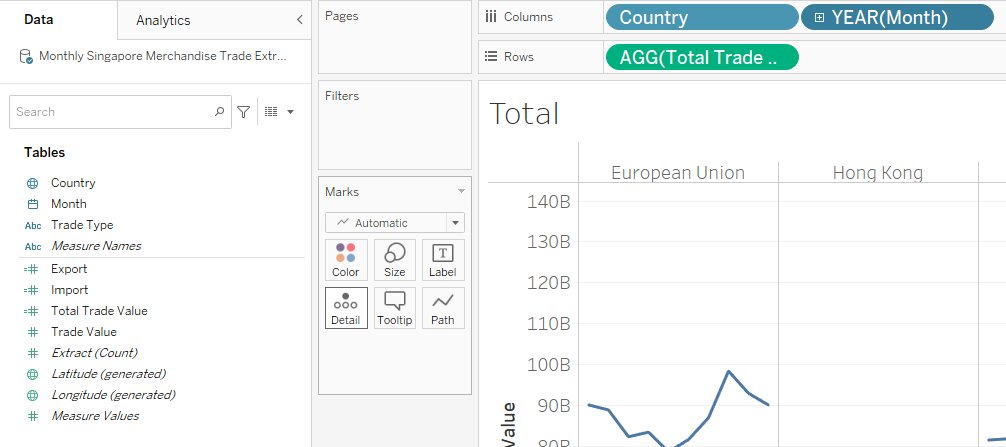 Data
Analytics
Monthly Singapore Merchandise Trade Extr...
Search
Tables
Country
Month
Abc Trade Type
Abc Measure Names
Export
Import
Total Trade Value
Trade Value
Extract (Count)
Latitude (generated)
Longitude (generated)
Measure Values
Pages
Filters
Marks
Automatic
Color Size Label
Detail Tooltip Path
Columns Country YEAR(Month)
Rows AGG(Total Trade ..
Total
European Union Hong Kong
140B
130B
120B
110B
100B
90B
80B
Value